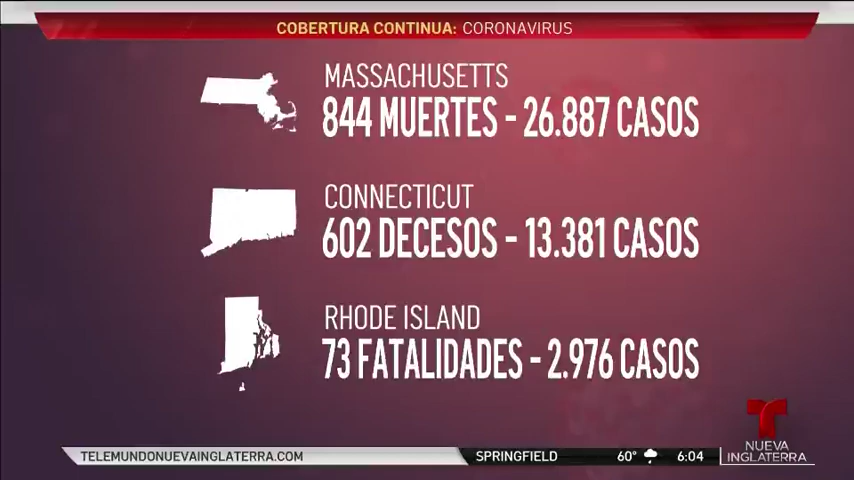 COBERTURA CONTINUA: CORONAVIRUS
MASSACHUSETTS
844 MUERTES - 26.887 CASOS
CONNECTICUT
602 DECESOS - 13.381 CASOS
RHODE ISLAND
73 FATALIDADES - 2.976 CASOS
TELEMUNDONUEVAINGLATERRA.COM
SPRINGFIELD 60° 6:04
NUEVA
INGLATERRA